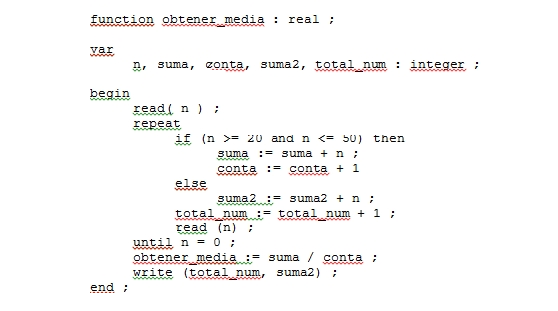 function obtener_media : real ;
var
n, suma, conta, suma2, total_num : integer ;
begin
read( n ) ;
repeat
if (n >= 20 and n <= 50) then
suma := suma + n ;
conta := conta + 1
else
suma2 := suma2 + n ;
total_num := total_num + 1 ;
read (n) ;
until n = 0 ;
obtener_media := suma / conta ;
write (total_num, suma2) ;
end ;